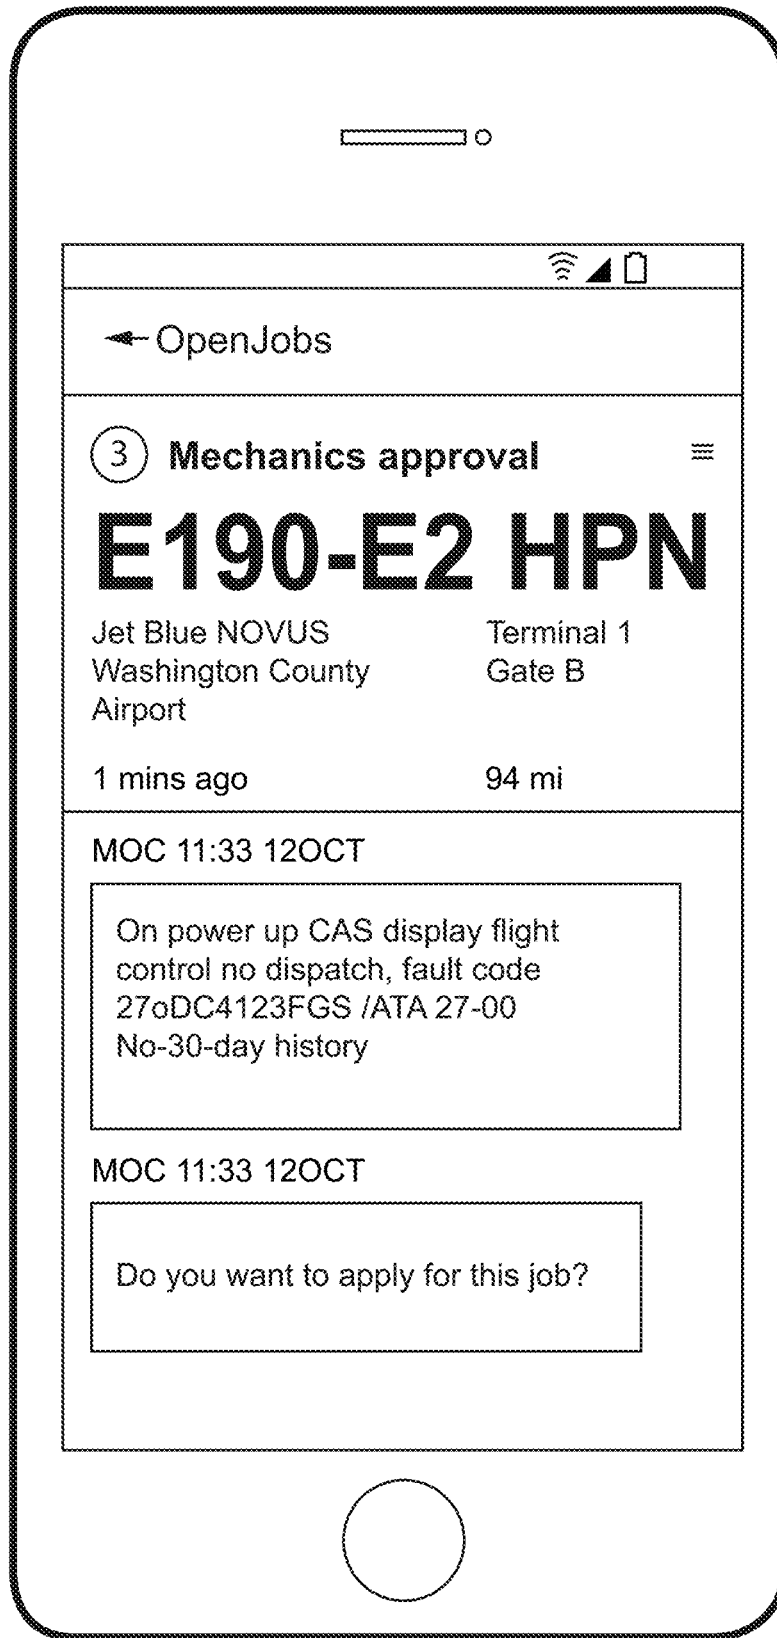 OpenJobs
3 Mechanics approval
E190-E2 HPN
Jet Blue NOVUS
Washington County
Airport
Terminal 1
Gate B
1 mins ago
94 mi
MOC 11:33 12OCT
On power up CAS display flight
control no dispatch, fault code
27oDC4123FGS /ATA 27-00
No-30-day history
MOC 11:33 12OCT
Do you want to apply for this job?